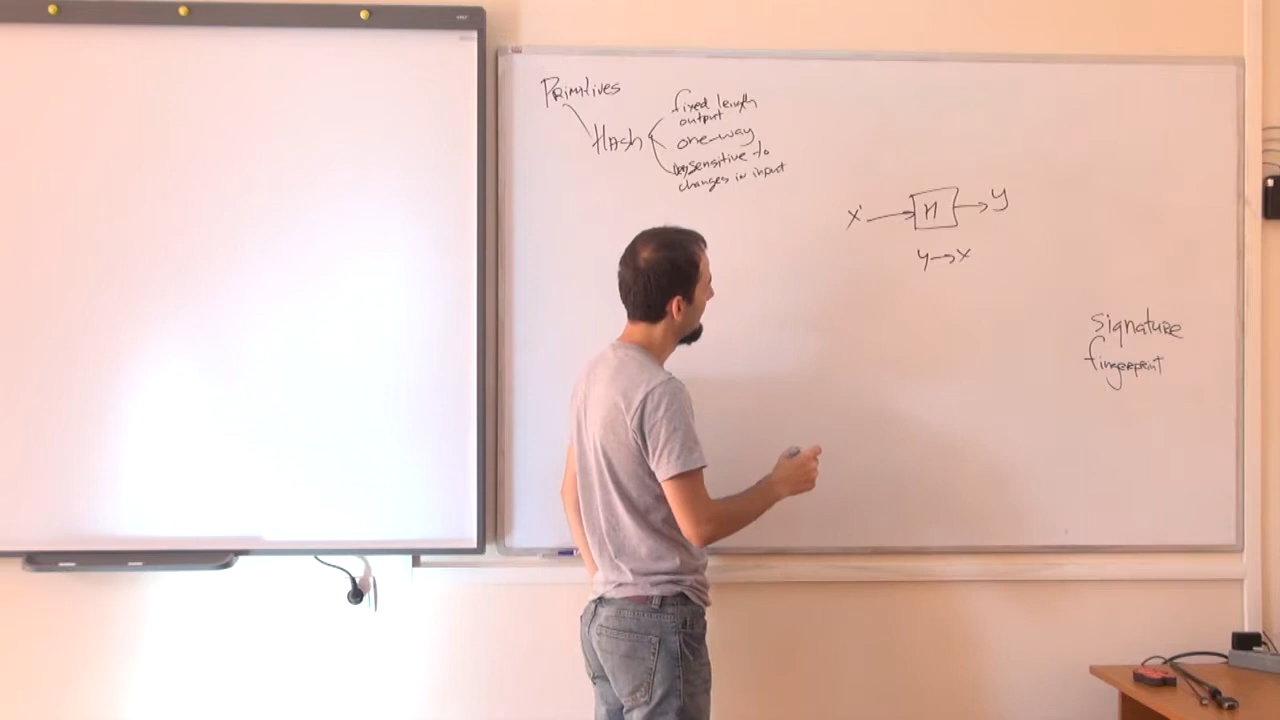 PRIMITIVES
HASH
fixed length
output
one-way
sensitive to
changes in input
X' → H → y
y → x
signature
fingerprint